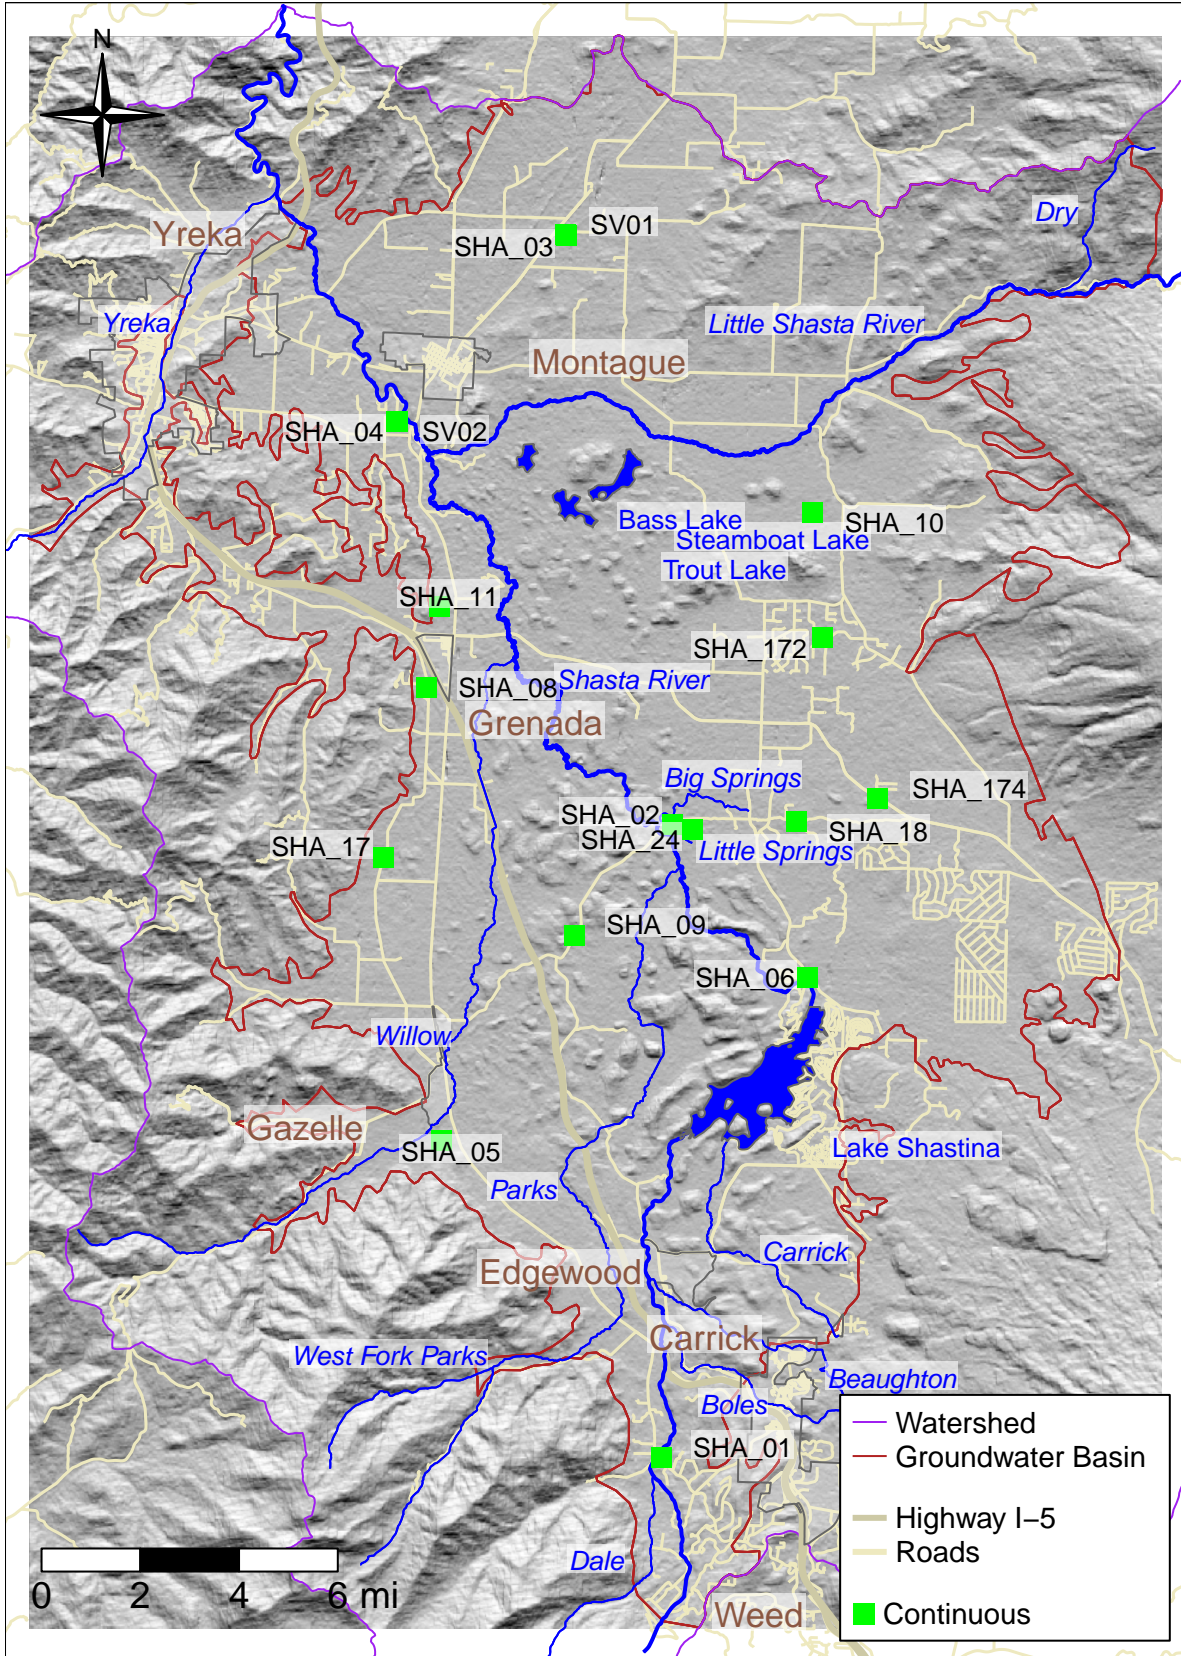 N
Dry
Yreka
SV01
SHA_03
Yreka
Little Shasta River
Montague
SHA_04
SV02
Bass Lake
SHA_10
Steamboat Lake
Trout Lake
SHA_11
SHA_172
Shasta River
SHA_08
Grenada
Big Springs
SHA_174
SHA_02
SHA_18
SHA_24
Little Springs
SHA_17
SHA_09
SHA_06
Willow
Gazelle
SHA_05
Lake Shastina
Parks
Carrick
Edgewood
Carrick
West Fork Parks
Beaughton
Boles
SHA_01
Dale
Weed
Watershed
Groundwater Basin
Highway I−5
Roads
Continuous
0 2 4 6 mi